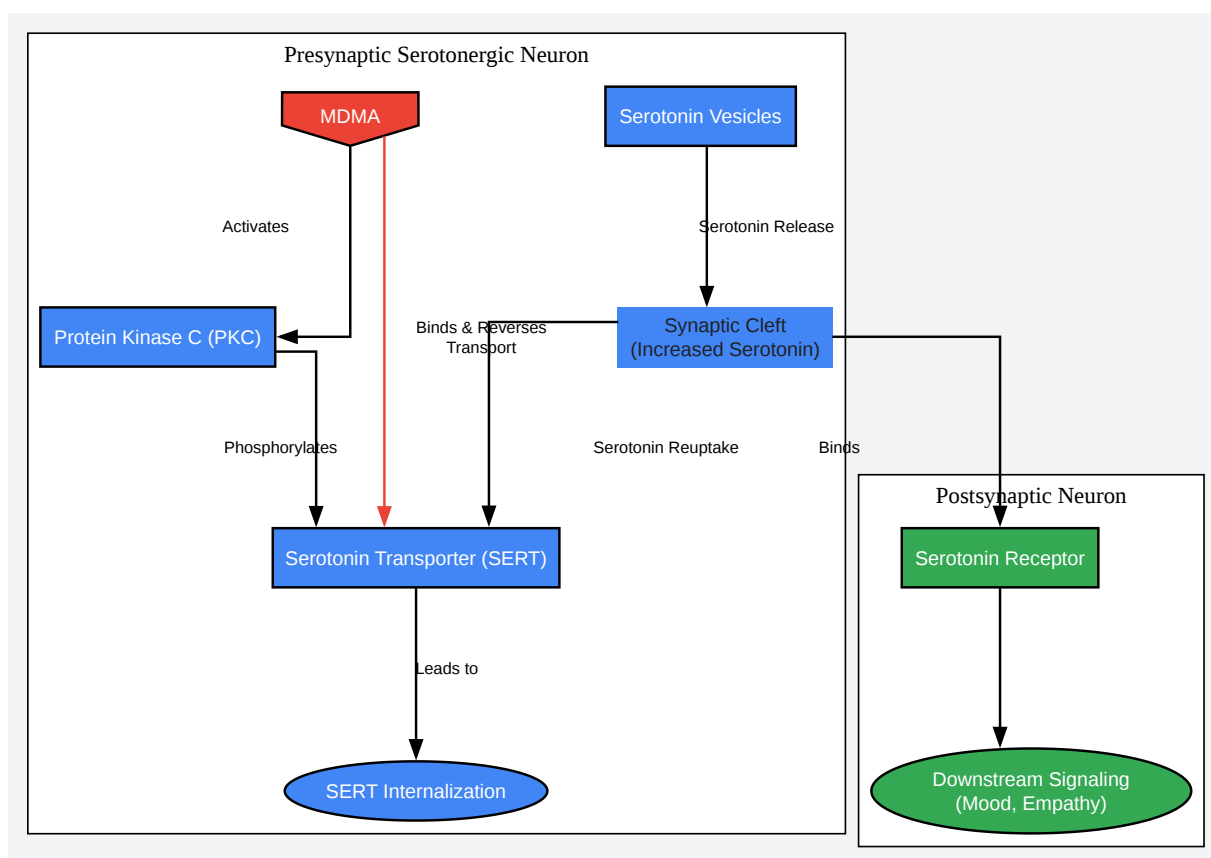 Presynaptic Serotonergic Neuron
MDMA
Serotonin Vesicles
Activates
Serotonin Release
Protein Kinase C (PKC)
Binds & Reverses
Transport
Synaptic Cleft
(Increased Serotonin)
Phosphorylates
Serotonin Reuptake
Binds
Postsynaptic Neuron
Serotonin Transporter (SERT)
Serotonin Receptor
Leads to
SERT Internalization
Downstream Signaling
(Mood, Empathy)